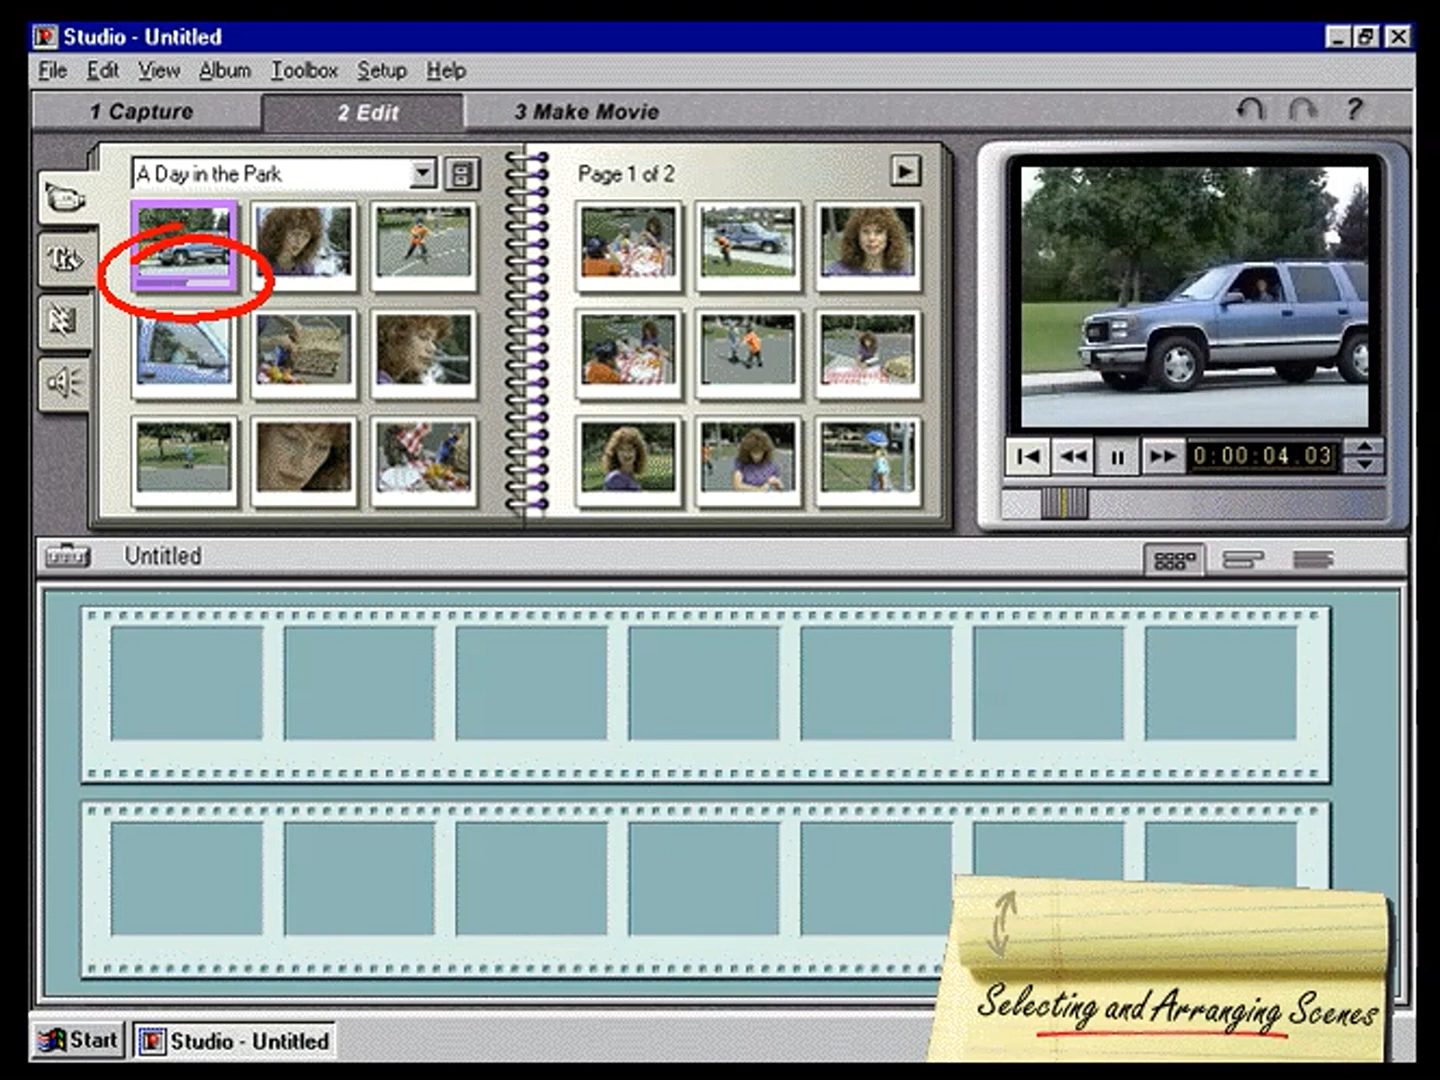 Studio - Untitled
File Edit View Album Toolbox Setup Help
1 Capture 2 Edit 3 Make Movie ?
A Day in the Park
Page 1 of 2
0:00:04.03
Untitled
Selecting and Arranging Scenes
Start Studio - Untitled